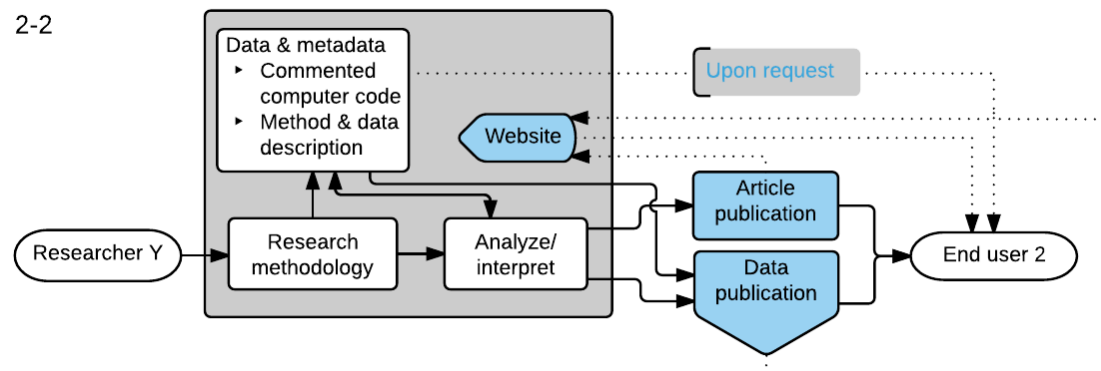 2-2
Data & metadata
‣ Commented
computer code
‣ Method & data
description
Upon request
Website
Article
publication
Researcher Y
Research
methodology
Analyze/
interpret
Data
publication
End user 2